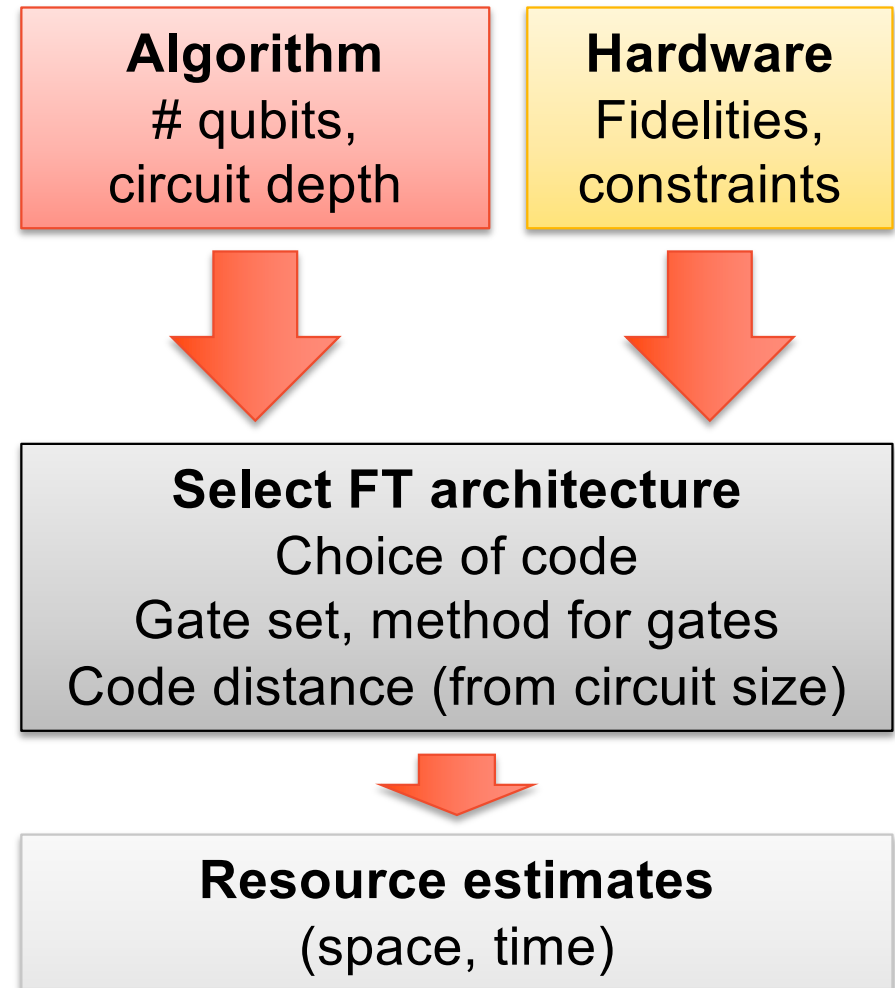 Algorithm
# qubits,
circuit depth
Hardware
Fidelities,
constraints
Select FT architecture
Choice of code
Gate set, method for gates
Code distance (from circuit size)
Resource estimates
(space, time)